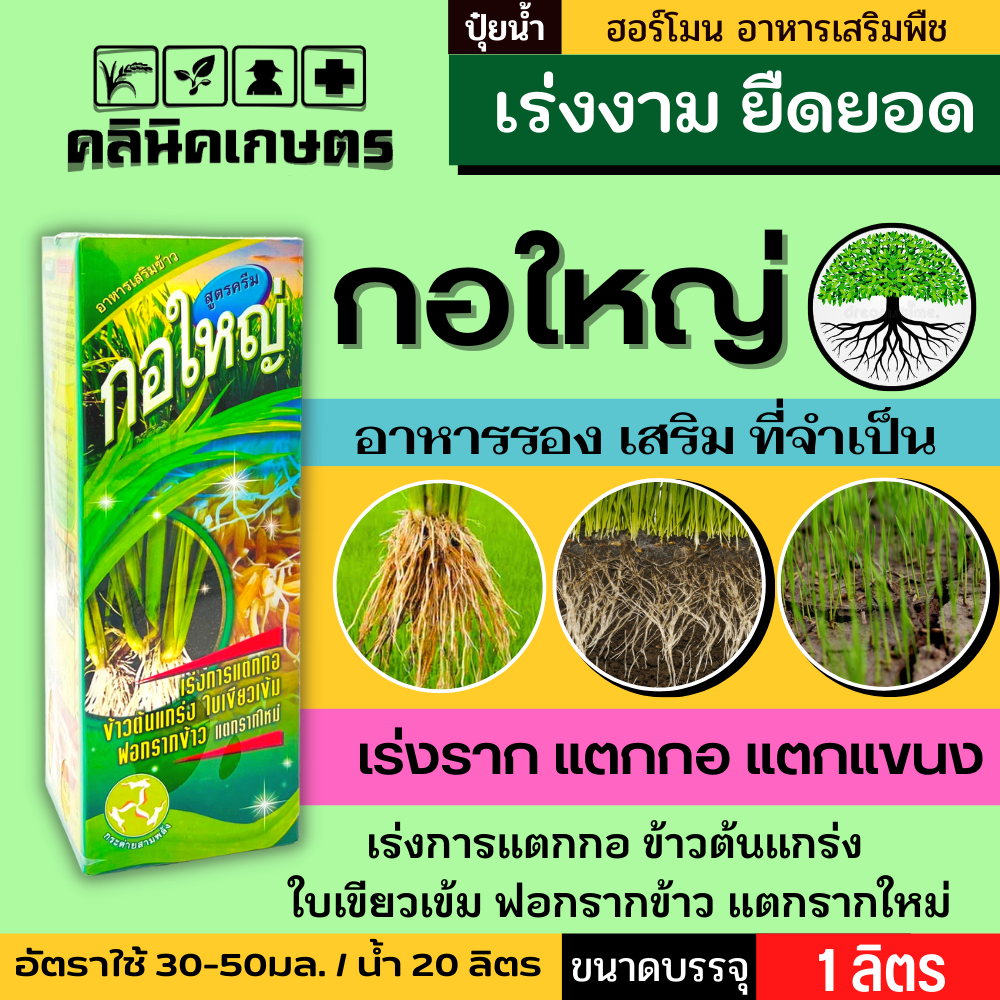 ปุ๋ยน้ำ
ฮอร์โมน อาหารเสริมพืช
เร่งงาม ยืดยอด
คลินิคเกษตร
กอใหญ่
อาหารรอง เสริม ที่จำเป็น
อาหารเสริมข้าว
สูตรครีม
กอใหญ่
เร่งการแตกกอ
ข้าวต้นแกร่ง ใบเขียวเข้ม
ฟอกรากข้าว แตกรากใหม่
กระต่ายสามพลัง
เร่งราก แตกกอ แตกแขนง
เร่งการแตกกอ ข้าวต้นแกร่ง
ใบเขียวเข้ม ฟอกรากข้าว แตกรากใหม่
อัตราใช้ 30-50มล. / น้ำ 20 ลิตร
ขนาดบรรจุ
1 ลิตร